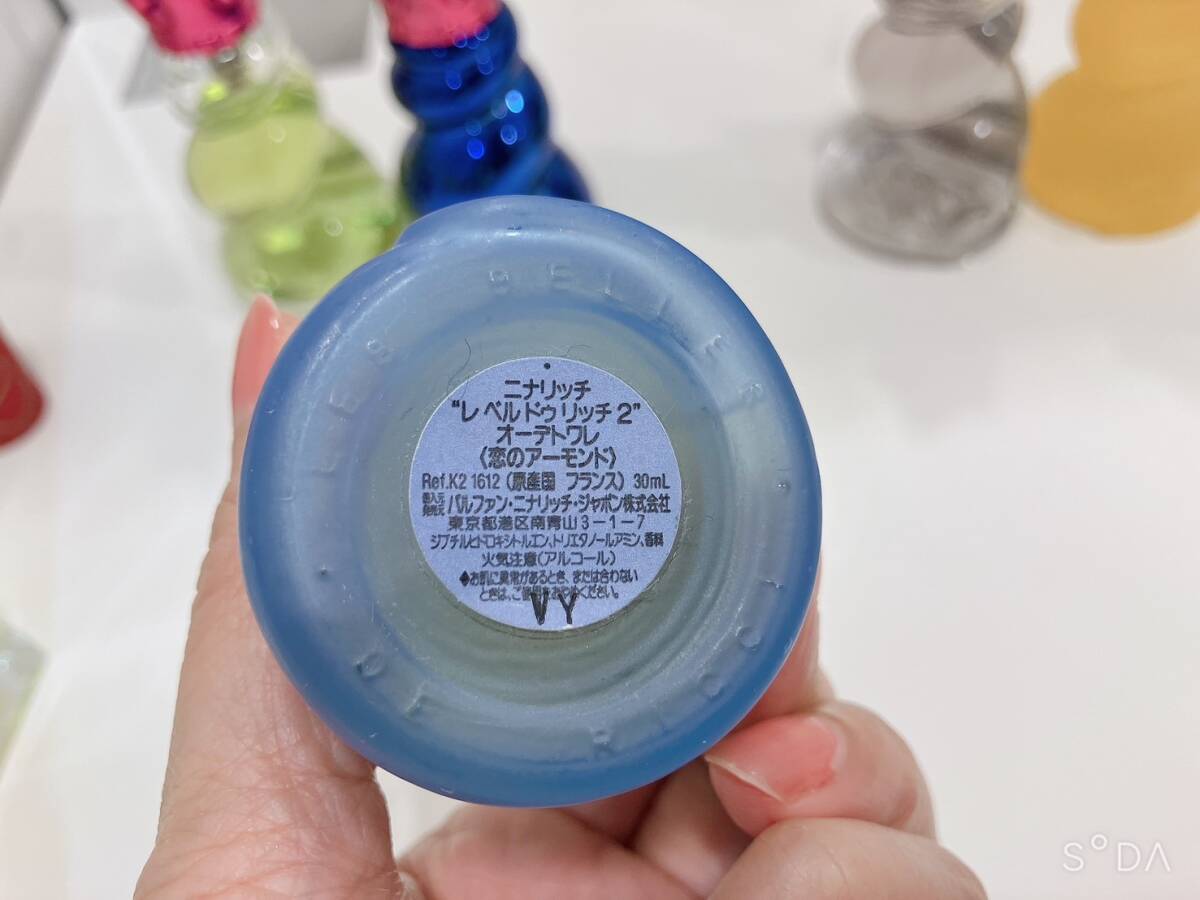 ニナリッチ
“レ ベル ドゥ リッチ 2”
オーデトワレ
〈恋のアーモンド〉
Ref.K2 1612 (原産国 フランス) 30mL
輸入元 発売元 パルファン・ニナリッチ・ジャポン株式会社
東京都港区南青山3-1-7
ジブチルヒドロキシトルエン、トリエタノールアミン、香料
火気注意(アルコール)
◆お肌に異常があるとき、または合わない
ときは、ご使用をおやめください。
VY
BELLES
DE RICCI
S°DA